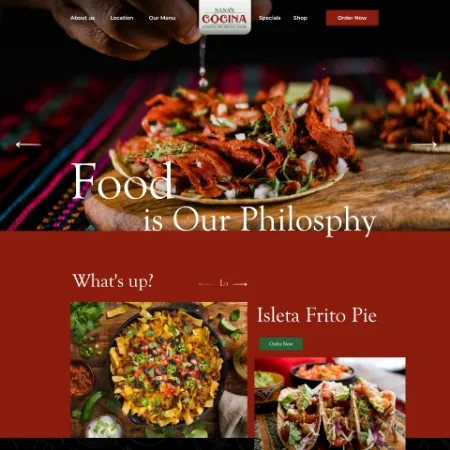 About us Location Our Menu
NANA'S
COCINA
Specials Shop Order Now
Food
is Our Philosphy
What's up?
Isleta Frito Pie
Order Now